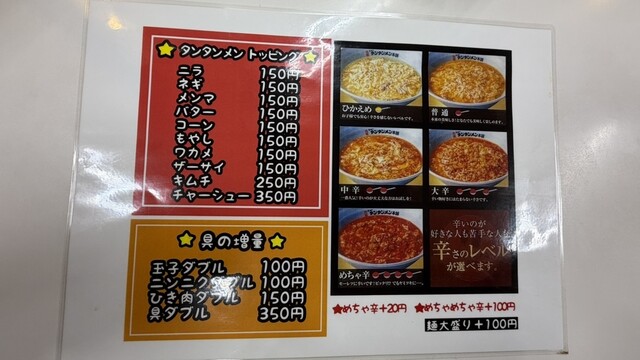 タンタンメン トッピング
ニラ 150円
ネギ 150円
メンマ 150円
バター 150円
コーン 150円
もやし 150円
ワカメ 150円
ザーサイ 150円
キムチ 250円
チャーシュー 350円
具の増量
玉子ダブル 100円
ニンニクダブル 100円
ひき肉ダブル 150円
具ダブル 350円
ひかえめ
普通
中辛
大辛
めちゃ辛
辛いのが
好きな人も苦手な人も
辛さのレベル
が選べます。
★めちゃ辛+20円 ★めちゃめちゃ辛+100円
麺大盛り+100円